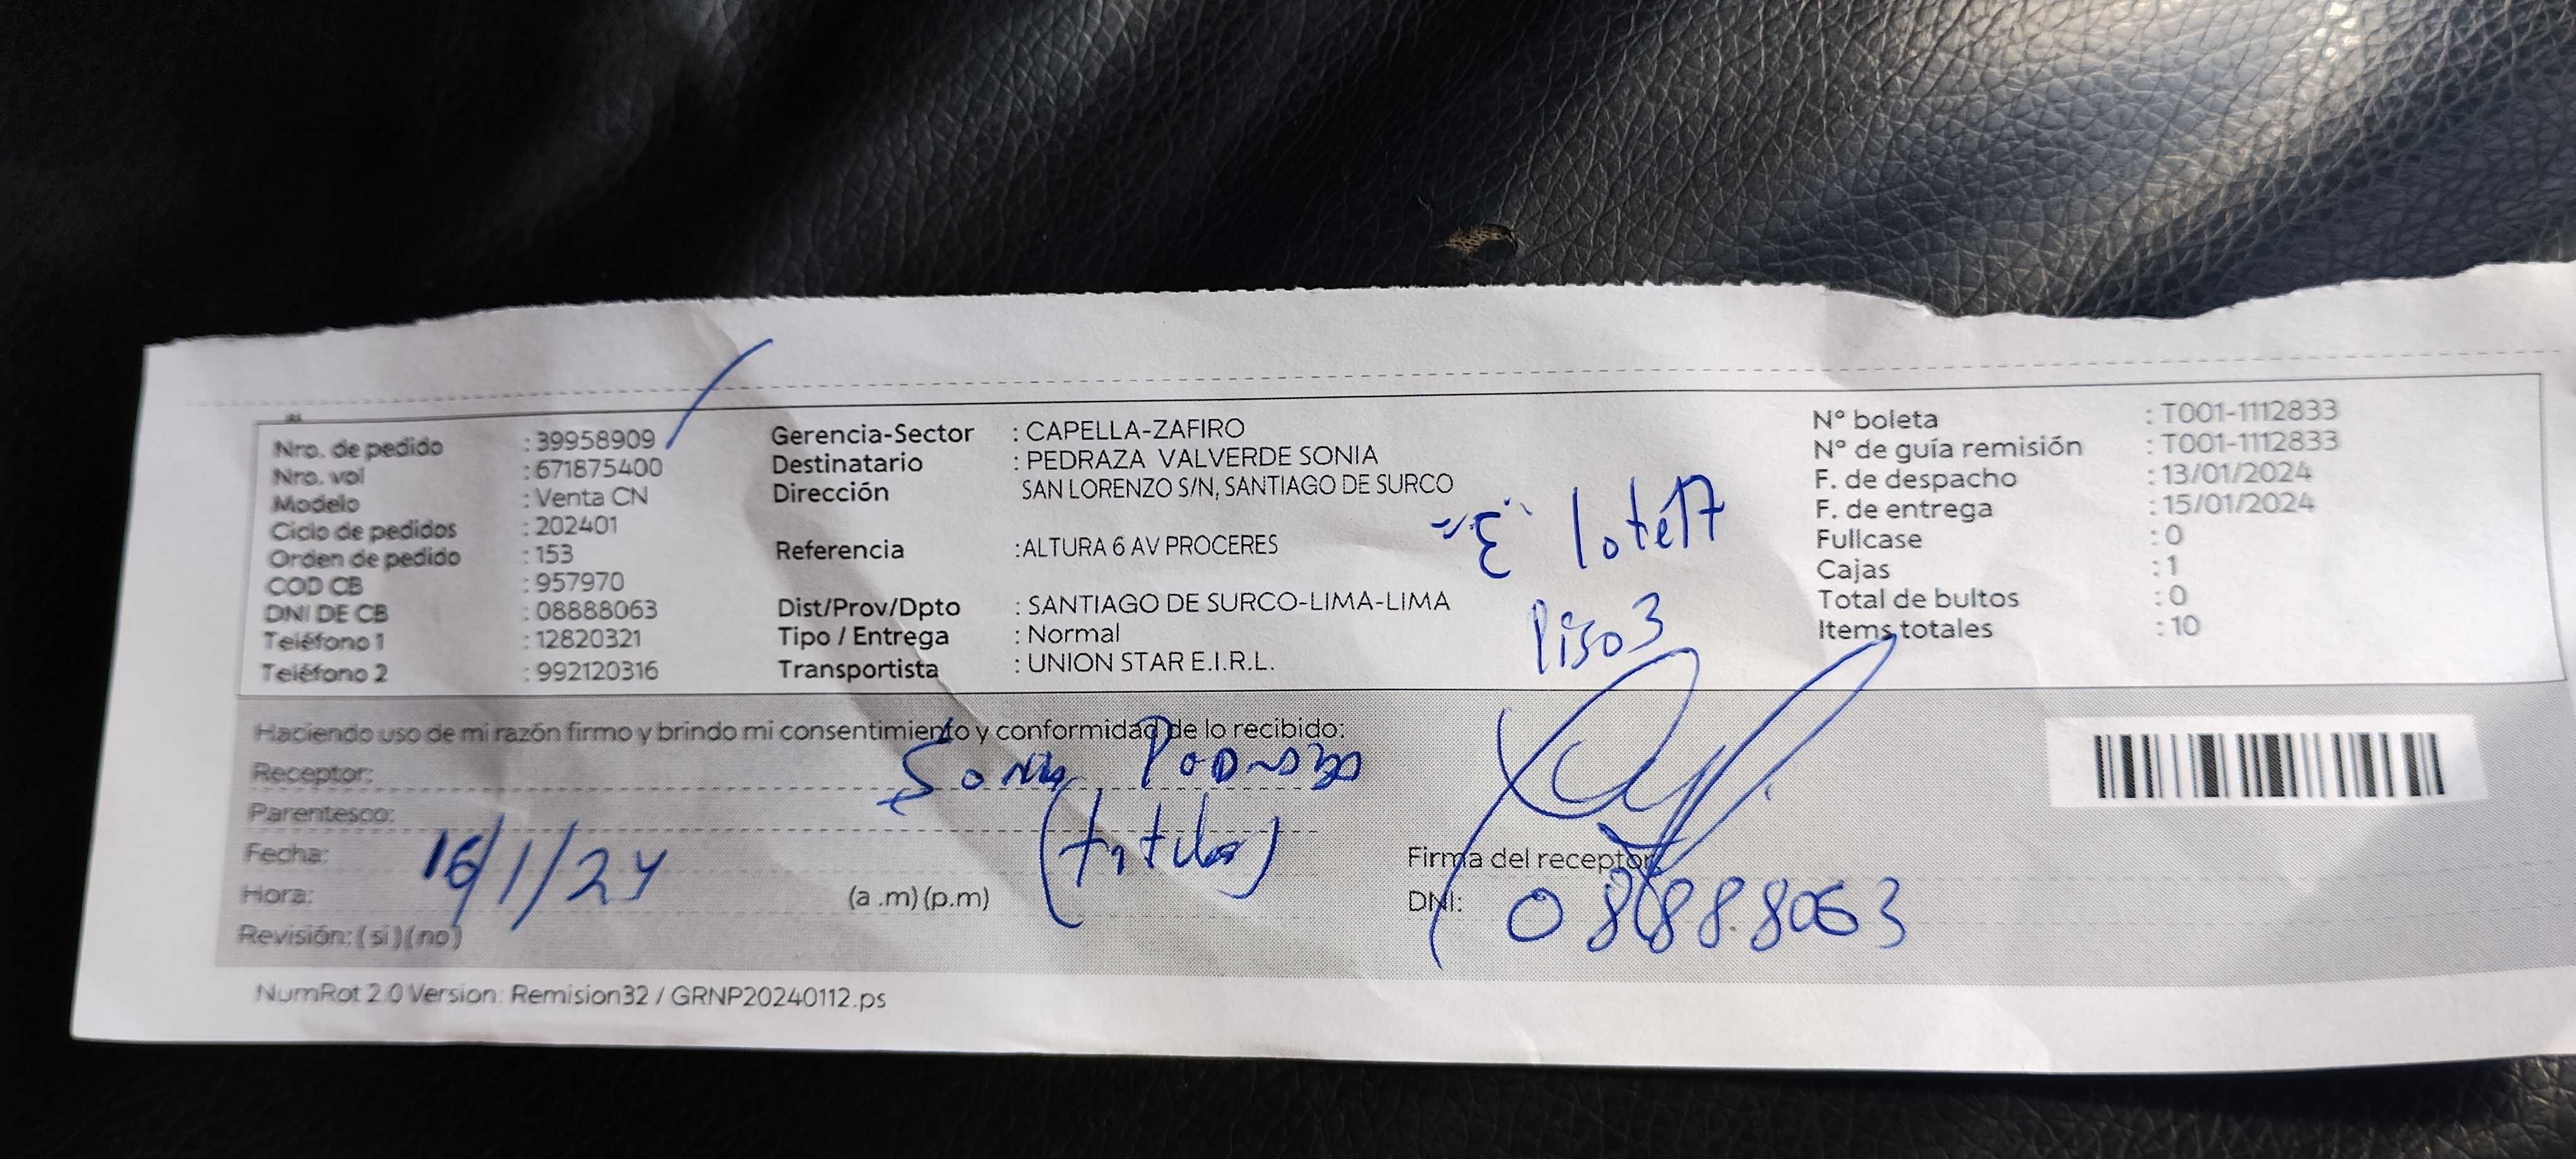 Nro. de pedido : 39958909
Nro. vol : 671875400
Modelo : Venta CN
Ciclo de pedidos : 202401
Orden de pedido : 153
COD CB : 957970
DNI DE CB : 08888063
Teléfono 1 : 12820321
Teléfono 2 : 992120316
Gerencia-Sector : CAPELLA-ZAFIRO
Destinatario : PEDRAZA VALVERDE SONIA
Dirección SAN LORENZO S/N, SANTIAGO DE SURCO
"E" lote 17
Referencia :ALTURA 6 AV PROCERES
Piso 3
Dist/Prov/Dpto : SANTIAGO DE SURCO-LIMA-LIMA
Tipo / Entrega : Normal
Transportista : UNION STAR E.I.R.L.
N° boleta : T001-1112833
N° de guía remisión : T001-1112833
F. de despacho : 13/01/2024
F. de entrega : 15/01/2024
Fullcase : 0
Cajas : 1
Total de bultos : 0
Items totales : 10
Haciendo uso de mi razón firmo y brindo mi consentimiento y conformidad de lo recibido:
Receptor: Sonia Pedraza
Parentesco: (titular)
Fecha: 16/1/24
Hora: (a .m) (p.m)
Revisión: ( si ) ( no )
Firma del receptor
DNI: 08888063
NumRot 2.0 Version: Remision32 / GRNP20240112.ps